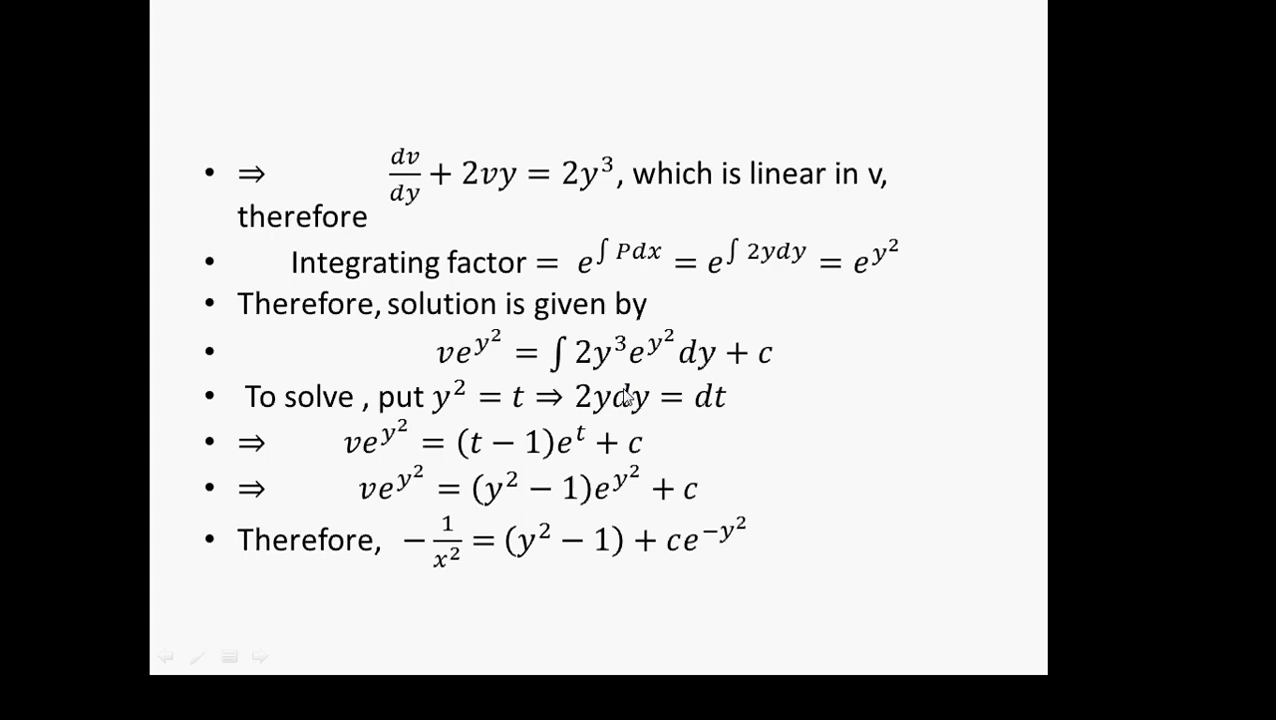 • ⇒ dv/dy + 2vy = 2y³, which is linear in v,
therefore
• Integrating factor = e^{∫ Pdx} = e^{∫ 2ydy} = e^{y²}
• Therefore, solution is given by
• ve^{y²} = ∫ 2y³e^{y²}dy + c
• To solve , put y² = t ⇒ 2ydy = dt
• ⇒ ve^{y²} = (t − 1)e^{t} + c
• ⇒ ve^{y²} = (y² − 1)e^{y²} + c
• Therefore, −1/x² = (y² − 1) + ce^{−y²}